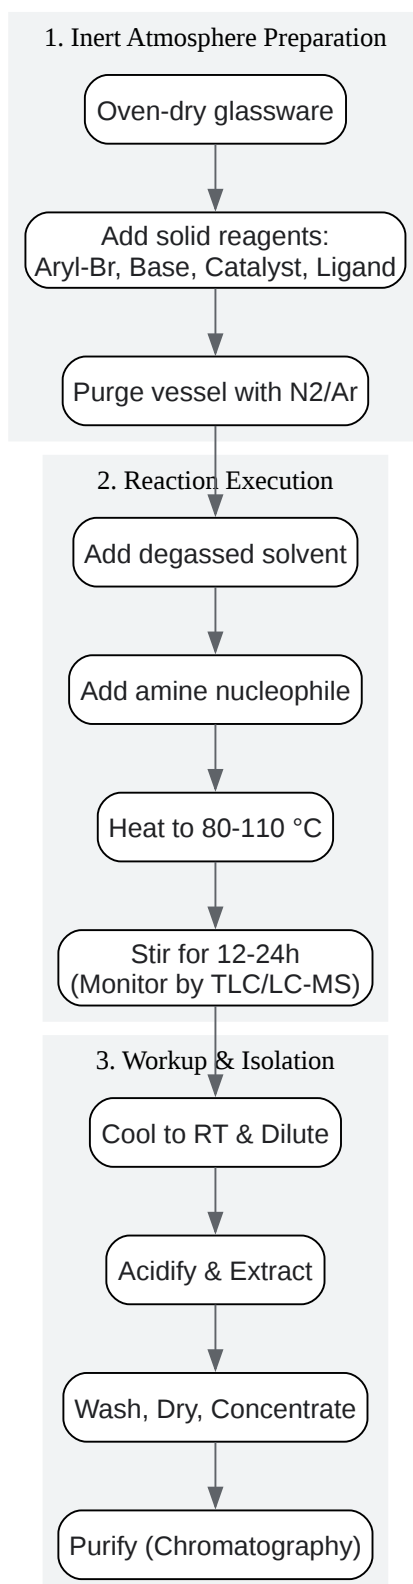 1. Inert Atmosphere Preparation
Oven-dry glassware
Add solid reagents:
Aryl-Br, Base, Catalyst, Ligand
Purge vessel with N2/Ar
2. Reaction Execution
Add degassed solvent
Add amine nucleophile
Heat to 80-110 °C
Stir for 12-24h
(Monitor by TLC/LC-MS)
3. Workup & Isolation
Cool to RT & Dilute
Acidify & Extract
Wash, Dry, Concentrate
Purify (Chromatography)